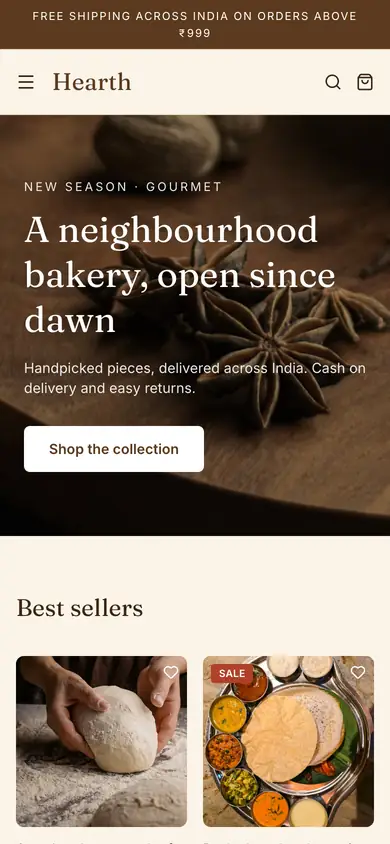 FREE SHIPPING ACROSS INDIA ON ORDERS ABOVE
₹999
Hearth
NEW SEASON · GOURMET
A neighbourhood
bakery, open since
dawn
Handpicked pieces, delivered across India. Cash on
delivery and easy returns.
Shop the collection
Best sellers
SALE